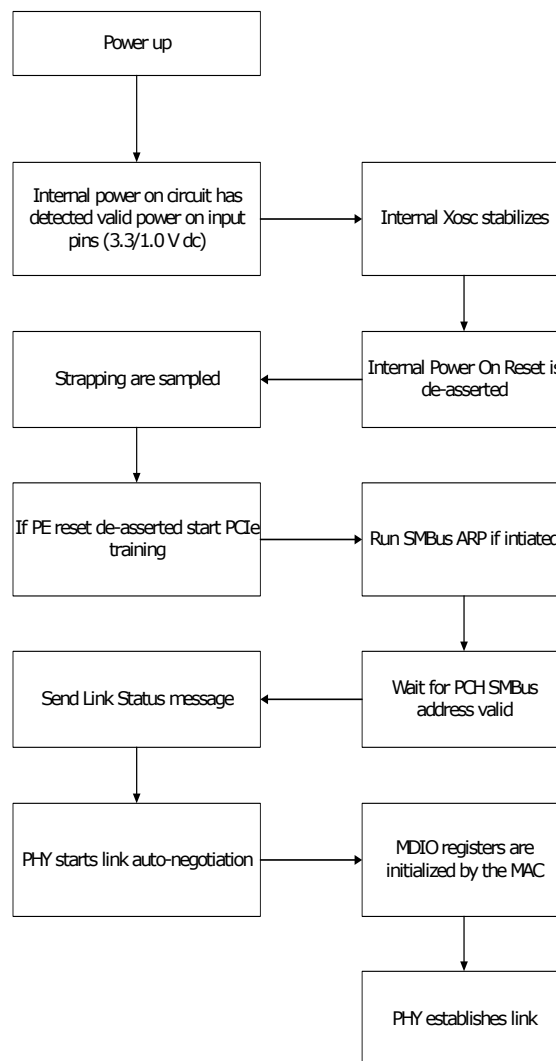 Power up
Internal power on circuit has
detected valid power on input
pins (3.3/1.0 V dc)
Internal Xosc stabilizes
Internal Power On Reset is
de-asserted
Strapping are sampled
If PE reset de-asserted start PCIe
training
Run SMBus ARP if intiated
Wait for PCH SMBus
address valid
Send Link Status message
PHY starts link auto-negotiation
MDIO registers are
initialized by the MAC
PHY establishes link